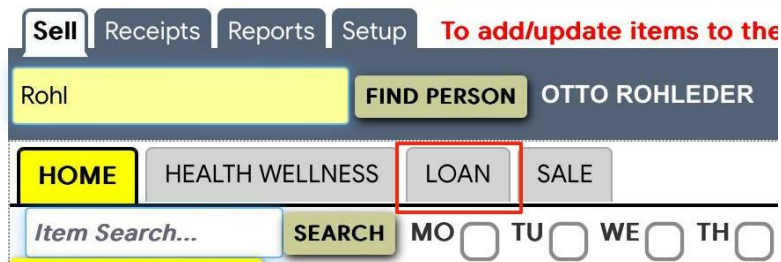 Sell Receipts Reports Setup To add/update items to the
Rohl FIND PERSON OTTO ROHLEDER
HOME HEALTH WELLNESS LOAN SALE
Item Search... SEARCH MO TU WE TH